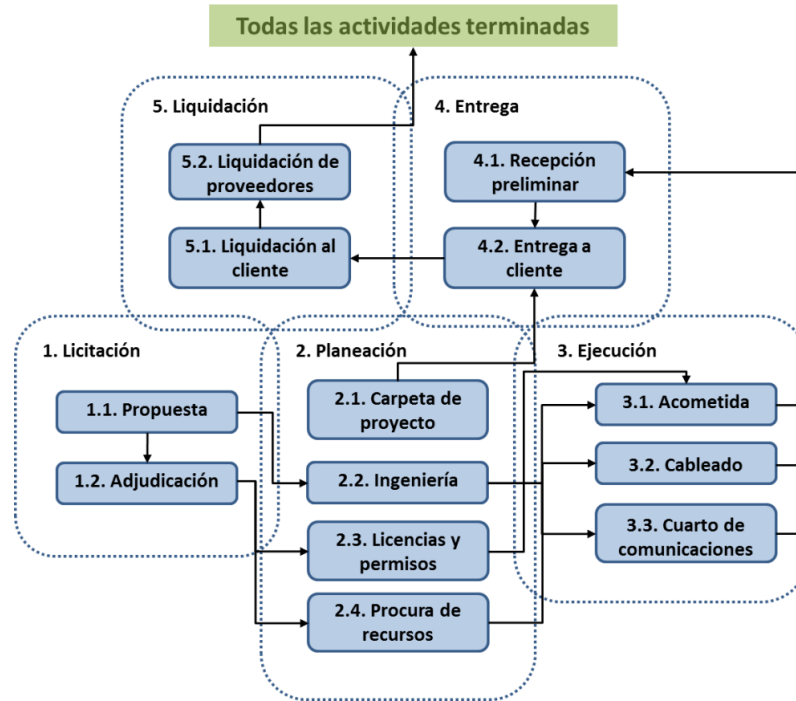 Todas las actividades terminadas
5. Liquidación
5.2. Liquidación de
proveedores
5.1. Liquidación al
cliente
4. Entrega
4.1. Recepción
preliminar
4.2. Entrega a
cliente
1. Licitación
1.1. Propuesta
1.2. Adjudicación
2. Planeación
2.1. Carpeta de
proyecto
2.2. Ingeniería
2.3. Licencias y
permisos
2.4. Procura de
recursos
3. Ejecución
3.1. Acometida
3.2. Cableado
3.3. Cuarto de
comunicaciones